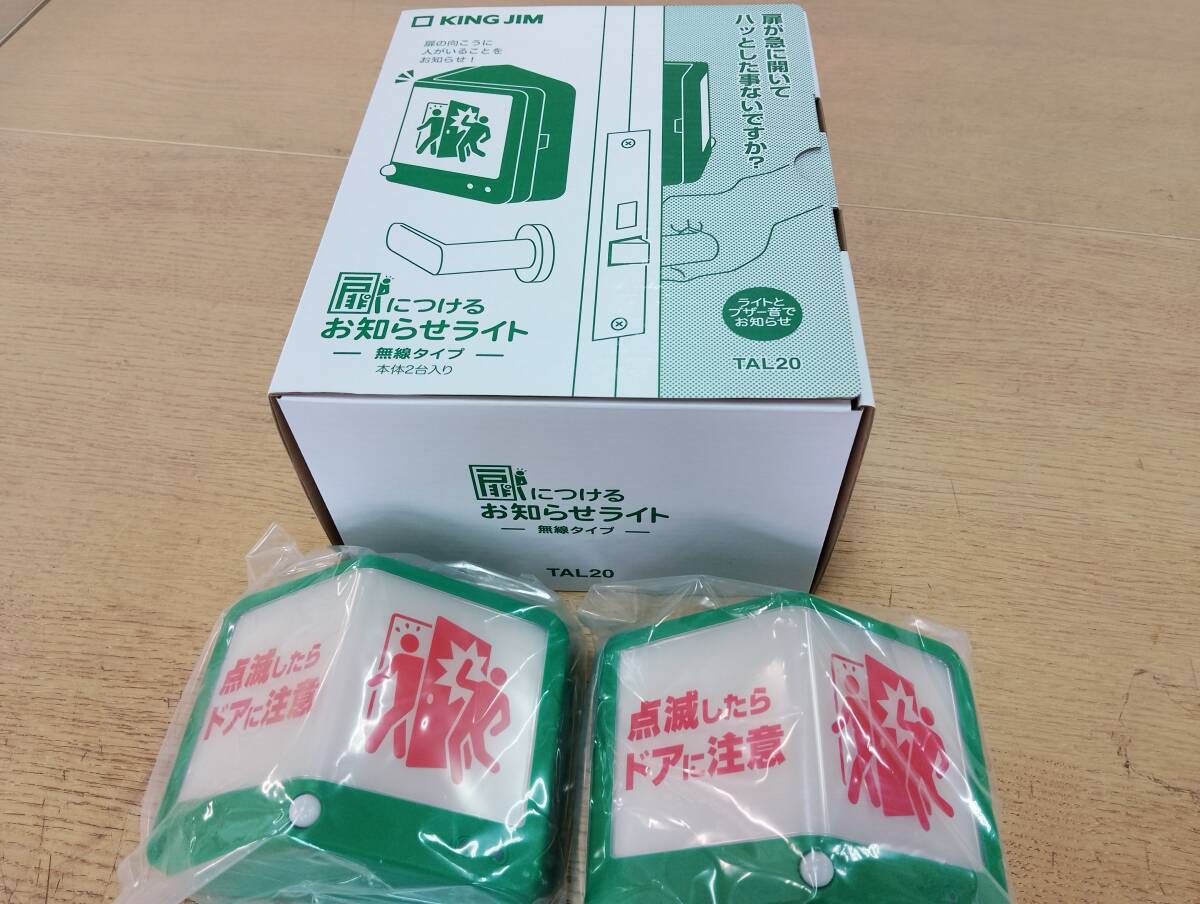 KING JIM
扉の向こうに
人がいることを
お知らせ!
扉が急に開いて
ハッとした事ないですか?
扉につける
お知らせライト
無線タイプ
本体2台入り
ライトと
ブザー音で
お知らせ
TAL20
扉につける
お知らせライト
無線タイプ
TAL20
点滅したら
ドアに注意
点滅したら
ドアに注意